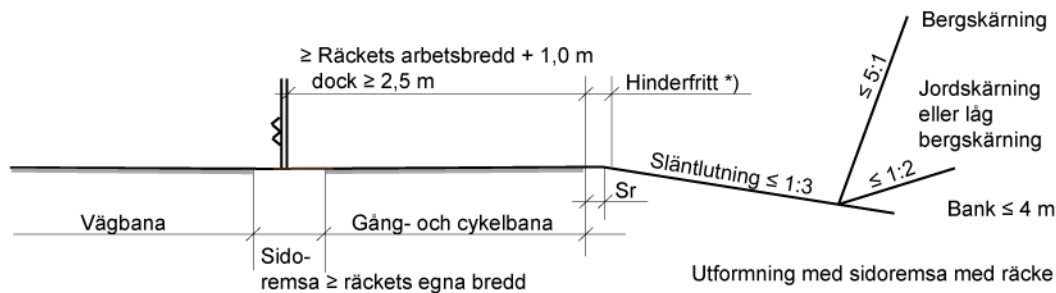 Bergskärning
≥ Räckets arbetsbredd + 1,0 m
dock ≥ 2,5 m
Hinderfritt *)
≤ 5:1
Jordskärning
eller låg
bergskärning
Släntlutning ≤ 1:3
≤ 1:2
Sr
Bank ≤ 4 m
Vägbana
Gång- och cykelbana
Sido-
remsa ≥ räckets egna bredd
Utformning med sidoremsa med räcke